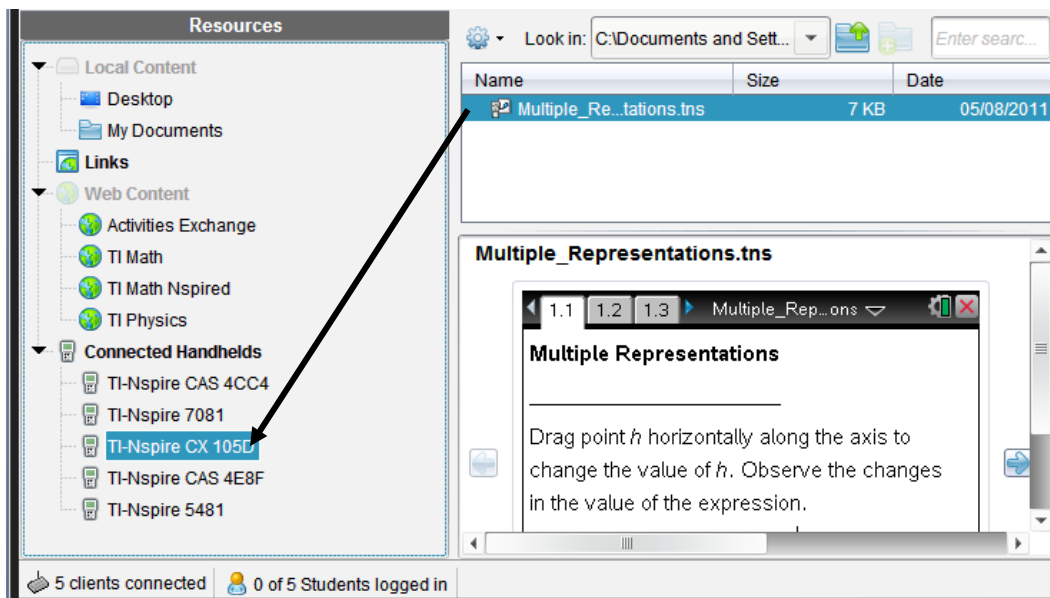 Resources
Local Content
Desktop
My Documents
Links
Web Content
Activities Exchange
TI Math
TI Math Nspired
TI Physics
Connected Handhelds
TI-Nspire CAS 4CC4
TI-Nspire 7081
TI-Nspire CX 105D
TI-Nspire CAS 4E8F
TI-Nspire 5481
Look in: C:\Documents and Sett... Enter searc...
Name Size Date
Multiple_Re...tations.tns 7 KB 05/08/2011
Multiple_Representations.tns
1.1 1.2 1.3 Multiple_Rep...ons
Multiple Representations
Drag point h horizontally along the axis to
change the value of h. Observe the changes
in the value of the expression.
5 clients connected 0 of 5 Students logged in